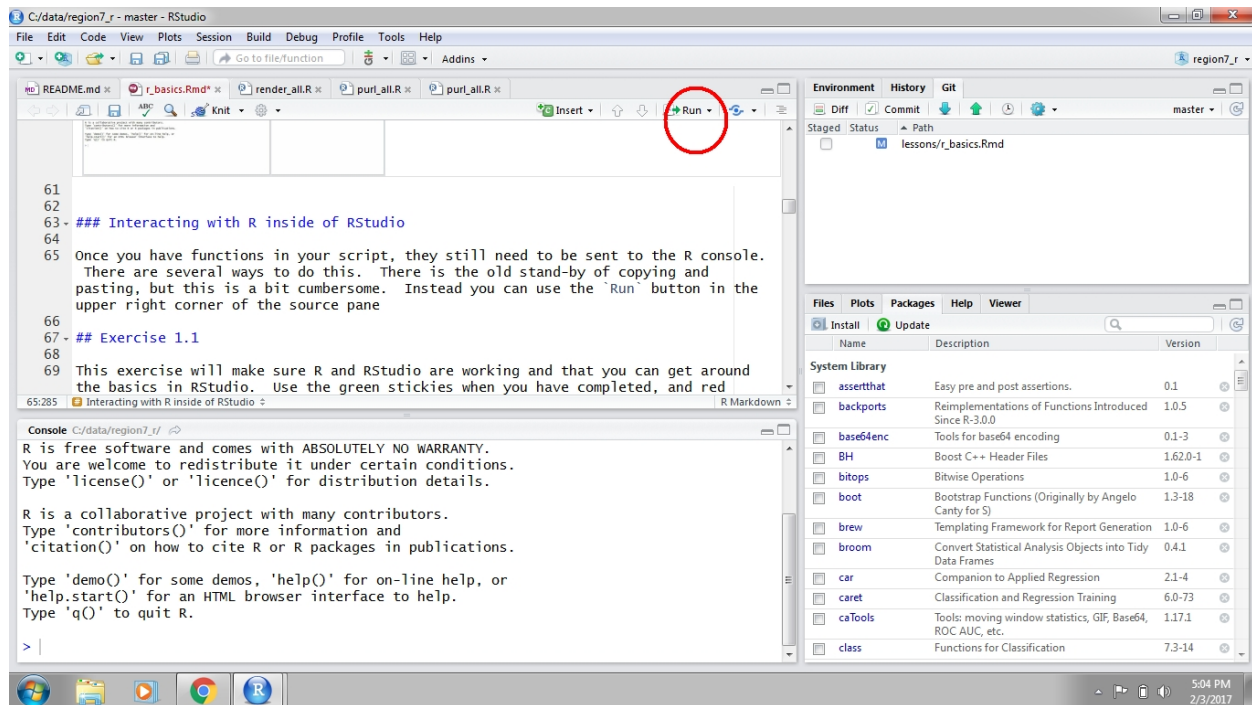 C:/data/region7_r - master - RStudio
File Edit Code View Plots Session Build Debug Profile Tools Help
Go to file/function Addins region7_r
README.md r_basics.Rmd* render_all.R purl_all.R purl_all.R
ABC Knit Insert Run
61
62
63 ### Interacting with R inside of RStudio
64
65 Once you have functions in your script, they still need to be sent to the R console.
There are several ways to do this. There is the old stand-by of copying and
pasting, but this is a bit cumbersome. Instead you can use the `Run` button in the
upper right corner of the source pane
66
67 ## Exercise 1.1
68
69 This exercise will make sure R and RStudio are working and that you can get around
the basics in RStudio. Use the green stickies when you have completed, and red
65:285 Interacting with R inside of RStudio R Markdown
Console C:/data/region7_r/
R is free software and comes with ABSOLUTELY NO WARRANTY.
You are welcome to redistribute it under certain conditions.
Type 'license()' or 'licence()' for distribution details.
R is a collaborative project with many contributors.
Type 'contributors()' for more information and
'citation()' on how to cite R or R packages in publications.
Type 'demo()' for some demos, 'help()' for on-line help, or
'help.start()' for an HTML browser interface to help.
Type 'q()' to quit R.
>
Environment History Git
Diff Commit master
Staged Status Path
M lessons/r_basics.Rmd
Files Plots Packages Help Viewer
Install Update
Name Description Version
System Library
assertthat Easy pre and post assertions. 0.1
backports Reimplementations of Functions Introduced 1.0.5
Since R-3.0.0
base64enc Tools for base64 encoding 0.1-3
BH Boost C++ Header Files 1.62.0-1
bitops Bitwise Operations 1.0-6
boot Bootstrap Functions (Originally by Angelo 1.3-18
Canty for S)
brew Templating Framework for Report Generation 1.0-6
broom Convert Statistical Analysis Objects into Tidy 0.4.1
Data Frames
car Companion to Applied Regression 2.1-4
caret Classification and Regression Training 6.0-73
caTools Tools: moving window statistics, GIF, Base64, 1.17.1
ROC AUC, etc.
class Functions for Classification 7.3-14
5:04 PM
2/3/2017